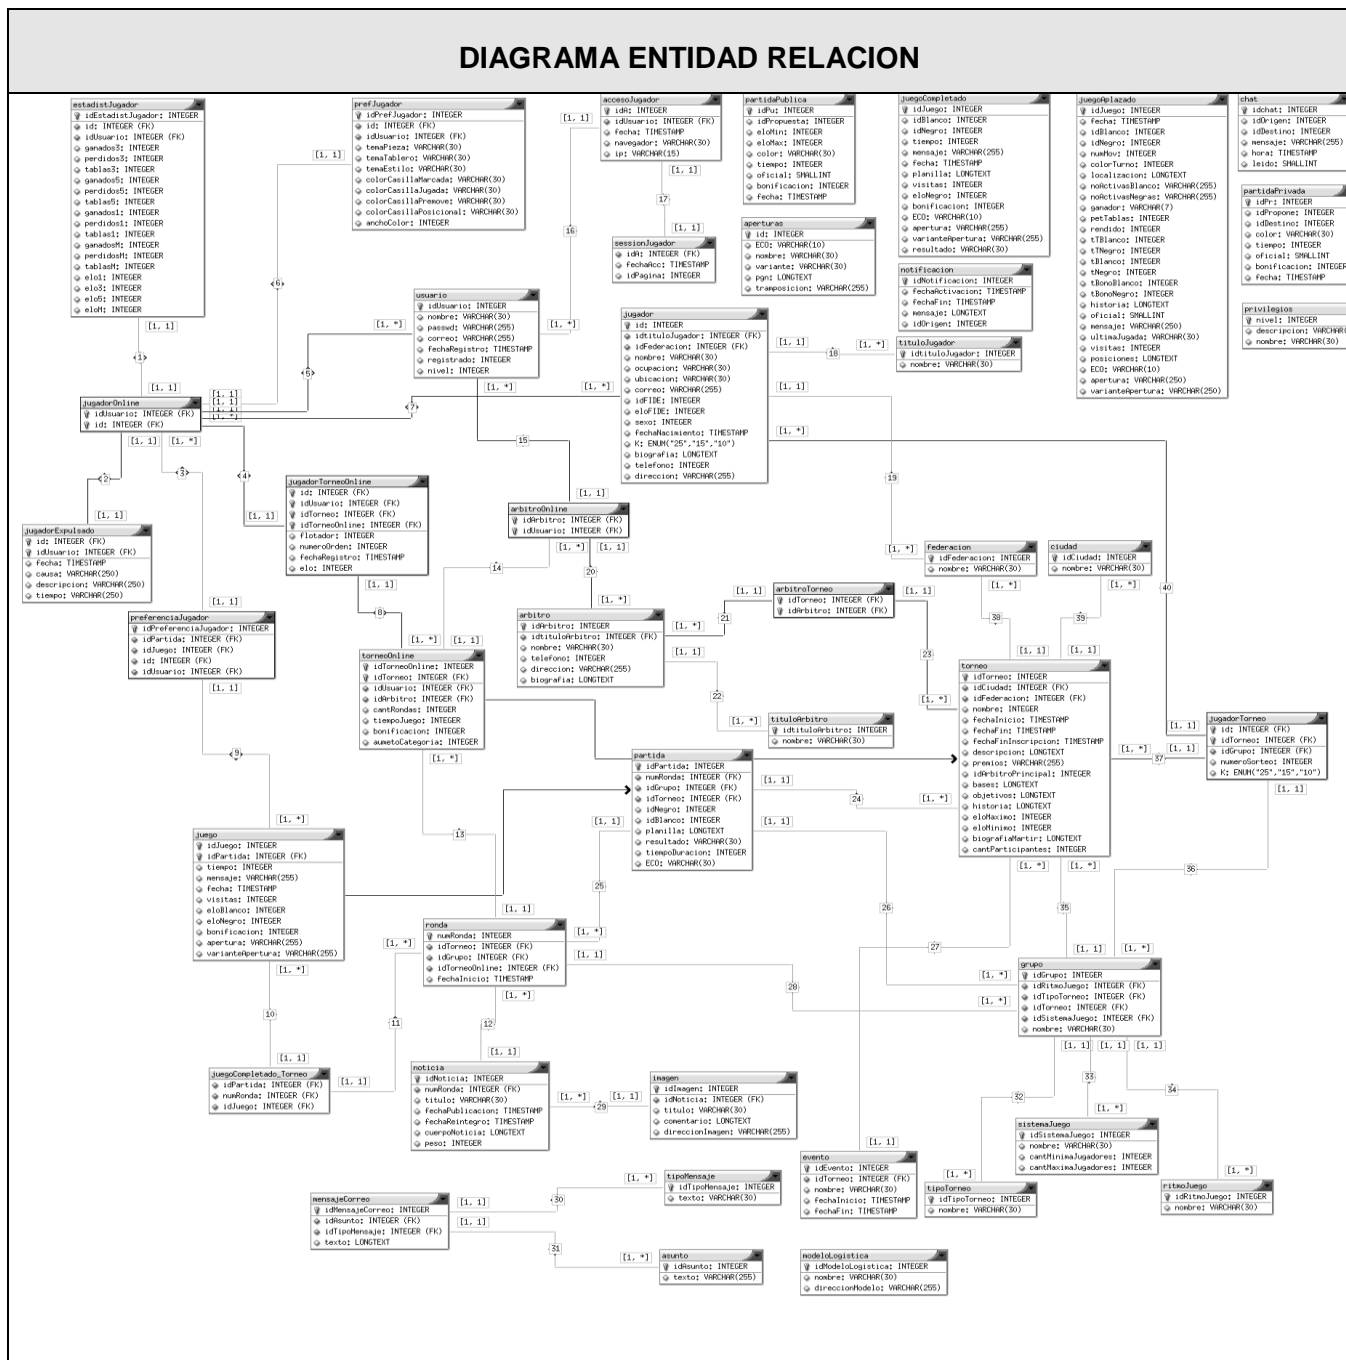 DIAGRAMA ENTIDAD RELACION
estadistJugador
idEstadistJugador: INTEGER
id: INTEGER (FK)
idUsuario: INTEGER (FK)
ganados3: INTEGER
perdidos3: INTEGER
tablas3: INTEGER
ganados5: INTEGER
perdidos5: INTEGER
tablas5: INTEGER
ganados1: INTEGER
perdidos1: INTEGER
tablas1: INTEGER
ganadosM: INTEGER
perdidosM: INTEGER
tablasM: INTEGER
elo1: INTEGER
elo3: INTEGER
elo5: INTEGER
eloM: INTEGER
prefJugador
idPrefJugador: INTEGER
id: INTEGER (FK)
idUsuario: INTEGER (FK)
temaPieza: VARCHAR(30)
temaTablero: VARCHAR(30)
temaEstilo: VARCHAR(30)
colorCasillaMarcada: VARCHAR(30)
colorCasillaJugada: VARCHAR(30)
colorCasillaPremove: VARCHAR(30)
colorCasillaPosicional: VARCHAR(30)
anchoColor: INTEGER
accesoJugador
idA: INTEGER
idUsuario: INTEGER (FK)
fecha: TIMESTAMP
navegador: VARCHAR(30)
ip: VARCHAR(15)
partidaPublica
idPu: INTEGER
idPropuesta: INTEGER
eloMin: INTEGER
eloMax: INTEGER
color: VARCHAR(30)
tiempo: INTEGER
oficial: SMALLINT
bonificacion: INTEGER
fecha: TIMESTAMP
juegoCompletado
idJuego: INTEGER
idBlanco: INTEGER
idNegro: INTEGER
tiempo: INTEGER
mensaje: VARCHAR(255)
fecha: TIMESTAMP
planilla: LONGTEXT
visitas: INTEGER
eloNegro: INTEGER
bonificacion: INTEGER
ECO: VARCHAR(10)
apertura: VARCHAR(255)
varianteApertura: VARCHAR(255)
resultado: VARCHAR(30)
juegoAplazado
idJuego: INTEGER
fecha: TIMESTAMP
idBlanco: INTEGER
idNegro: INTEGER
numMov: INTEGER
colorTurno: INTEGER
localizacion: LONGTEXT
noActivasBlanco: VARCHAR(255)
noActivasNegras: VARCHAR(255)
ganador: VARCHAR(7)
petTablas: INTEGER
rendido: INTEGER
tTBlanco: INTEGER
tTNegro: INTEGER
tBlanco: INTEGER
tNegro: INTEGER
tBonoBlanco: INTEGER
tBonoNegro: INTEGER
historia: LONGTEXT
oficial: SMALLINT
mensaje: VARCHAR(250)
ultimaJugada: VARCHAR(30)
visitas: INTEGER
posiciones: LONGTEXT
ECO: VARCHAR(10)
apertura: VARCHAR(250)
varianteApertura: VARCHAR(250)
chat
idchat: INTEGER
idOrigen: INTEGER
idDestino: INTEGER
mensaje: VARCHAR(255)
hora: TIMESTAMP
leido: SMALLINT
partidaPrivada
idPr: INTEGER
idPropone: INTEGER
idDestino: INTEGER
color: VARCHAR(30)
tiempo: INTEGER
oficial: SMALLINT
bonificacion: INTEGER
fecha: TIMESTAMP
privilegios
nivel: INTEGER
descripcion: VARCHAR(
nombre: VARCHAR(30)
aperturas
id: INTEGER
ECO: VARCHAR(10)
nombre: VARCHAR(30)
variante: VARCHAR(30)
pgn: LONGTEXT
tramposicion: VARCHAR(255)
notificacion
idNotificacion: INTEGER
fechaActivacion: TIMESTAMP
fechaFin: TIMESTAMP
mensaje: LONGTEXT
idOrigen: INTEGER
sessionJugador
idA: INTEGER (FK)
fechaAcc: TIMESTAMP
idPagina: INTEGER
usuario
idUsuario: INTEGER
nombre: VARCHAR(30)
passwd: VARCHAR(255)
correo: VARCHAR(255)
fechaRegistro: TIMESTAMP
registrado: INTEGER
nivel: INTEGER
jugador
id: INTEGER
idtituloJugador: INTEGER (FK)
idFederacion: INTEGER (FK)
nombre: VARCHAR(30)
ocupacion: VARCHAR(30)
ubicacion: VARCHAR(30)
correo: VARCHAR(255)
idFIDE: INTEGER
eloFIDE: INTEGER
sexo: INTEGER
fechaNacimiento: TIMESTAMP
K: ENUM("25","15","10")
biografia: LONGTEXT
telefono: INTEGER
direccion: VARCHAR(255)
tituloJugador
idtituloJugador: INTEGER
nombre: VARCHAR(30)
jugadorOnline
idUsuario: INTEGER (FK)
id: INTEGER (FK)
jugadorTorneoOnline
id: INTEGER (FK)
idUsuario: INTEGER (FK)
idTorneo: INTEGER (FK)
idTorneoOnline: INTEGER (FK)
flotador: INTEGER
numeroOrden: INTEGER
fechaRegistro: TIMESTAMP
elo: INTEGER
jugadorExpulsado
id: INTEGER (FK)
idUsuario: INTEGER (FK)
fecha: TIMESTAMP
causa: VARCHAR(250)
descripcion: VARCHAR(250)
tiempo: VARCHAR(250)
arbitroOnline
idArbitro: INTEGER (FK)
idUsuario: INTEGER (FK)
federacion
idFederacion: INTEGER
nombre: VARCHAR(30)
ciudad
idCiudad: INTEGER
nombre: VARCHAR(30)
preferenciaJugador
idPreferenciaJugador: INTEGER
idPartida: INTEGER (FK)
idJuego: INTEGER (FK)
id: INTEGER (FK)
idUsuario: INTEGER (FK)
arbitro
idArbitro: INTEGER
idtituloArbitro: INTEGER (FK)
nombre: VARCHAR(30)
telefono: INTEGER
direccion: VARCHAR(255)
biografia: LONGTEXT
arbitroTorneo
idTorneo: INTEGER (FK)
idArbitro: INTEGER (FK)
torneoOnline
idTorneoOnline: INTEGER
idTorneo: INTEGER (FK)
idUsuario: INTEGER (FK)
idArbitro: INTEGER (FK)
cantRondas: INTEGER
tiempoJuego: INTEGER
bonificacion: INTEGER
aumetoCategoria: INTEGER
tituloArbitro
idtituloArbitro: INTEGER
nombre: VARCHAR(30)
torneo
idTorneo: INTEGER
idCiudad: INTEGER (FK)
idFederacion: INTEGER (FK)
nombre: INTEGER
fechaInicio: TIMESTAMP
fechaFin: TIMESTAMP
fechaFinInscripcion: TIMESTAMP
descripcion: LONGTEXT
premios: VARCHAR(255)
idArbitroPrincipal: INTEGER
bases: LONGTEXT
objetivos: LONGTEXT
historia: LONGTEXT
eloMaximo: INTEGER
eloMinimo: INTEGER
biografiaMartir: LONGTEXT
cantParticipantes: INTEGER
jugadorTorneo
id: INTEGER (FK)
idTorneo: INTEGER (FK)
idGrupo: INTEGER (FK)
numeroSorteo: INTEGER
K: ENUM("25","15","10")
partida
idPartida: INTEGER
numRonda: INTEGER (FK)
idGrupo: INTEGER (FK)
idTorneo: INTEGER (FK)
idNegro: INTEGER
idBlanco: INTEGER
planilla: LONGTEXT
resultado: VARCHAR(30)
tiempoDuracion: INTEGER
ECO: VARCHAR(30)
juego
idJuego: INTEGER
idPartida: INTEGER (FK)
tiempo: INTEGER
mensaje: VARCHAR(255)
fecha: TIMESTAMP
visitas: INTEGER
eloBlanco: INTEGER
eloNegro: INTEGER
bonificacion: INTEGER
apertura: VARCHAR(255)
varianteApertura: VARCHAR(255)
ronda
numRonda: INTEGER
idTorneo: INTEGER (FK)
idGrupo: INTEGER (FK)
idTorneoOnline: INTEGER (FK)
fechaInicio: TIMESTAMP
grupo
idGrupo: INTEGER
idRitmoJuego: INTEGER (FK)
idTipoTorneo: INTEGER (FK)
idTorneo: INTEGER (FK)
idSistemaJuego: INTEGER (FK)
nombre: VARCHAR(30)
juegoCompletado_Torneo
idPartida: INTEGER (FK)
numRonda: INTEGER (FK)
idJuego: INTEGER (FK)
noticia
idNoticia: INTEGER
numRonda: INTEGER (FK)
titulo: VARCHAR(30)
fechaPublicacion: TIMESTAMP
fechaReintegro: TIMESTAMP
cuerpoNoticia: LONGTEXT
peso: INTEGER
imagen
idImagen: INTEGER
idNoticia: INTEGER (FK)
titulo: VARCHAR(30)
comentario: LONGTEXT
direccionImagen: VARCHAR(255)
sistemaJuego
idSistemaJuego: INTEGER
nombre: VARCHAR(30)
cantMinimaJugadores: INTEGER
cantMaximaJugadores: INTEGER
evento
idEvento: INTEGER
idTorneo: INTEGER (FK)
nombre: VARCHAR(30)
fechaInicio: TIMESTAMP
fechaFin: TIMESTAMP
tipoTorneo
idTipoTorneo: INTEGER
nombre: VARCHAR(30)
ritmoJuego
idRitmoJuego: INTEGER
nombre: VARCHAR(30)
mensajeCorreo
idMensajeCorreo: INTEGER
idAsunto: INTEGER (FK)
idTipoMensaje: INTEGER (FK)
texto: LONGTEXT
tipoMensaje
idTipoMensaje: INTEGER
texto: VARCHAR(30)
asunto
idAsunto: INTEGER
texto: VARCHAR(255)
modeloLogistica
idModeloLogistica: INTEGER
nombre: VARCHAR(30)
direccionModelo: VARCHAR(255)